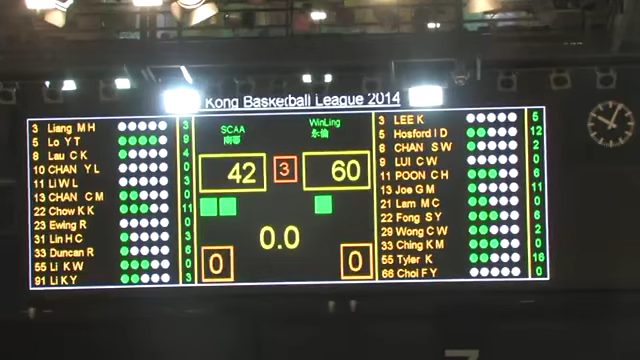 Kong Basketball League 2014
SCAA
南華
WinLing
永倫
42
3
60
0.0
0
0
3 Liang M H 3
5 Lo Y T 9
8 Lau C K 4
10 CHAN Y L 0
11 LI W L 0
13 CHAN C M 3
22 Chow K K 11
23 Ewing R 0
31 Lin H C 3
33 Duncan R 6
55 Li K W 0
91 Li K Y 3
3 LEE K 5
5 Hosford I D 12
8 CHAN S W 2
9 LUI C W 0
11 POON C H 6
13 Joe G M 11
21 Lam M C 0
22 Fong S Y 6
29 Wong C W 2
33 Ching K M 0
55 Tyler K 16
66 Choi F Y 0